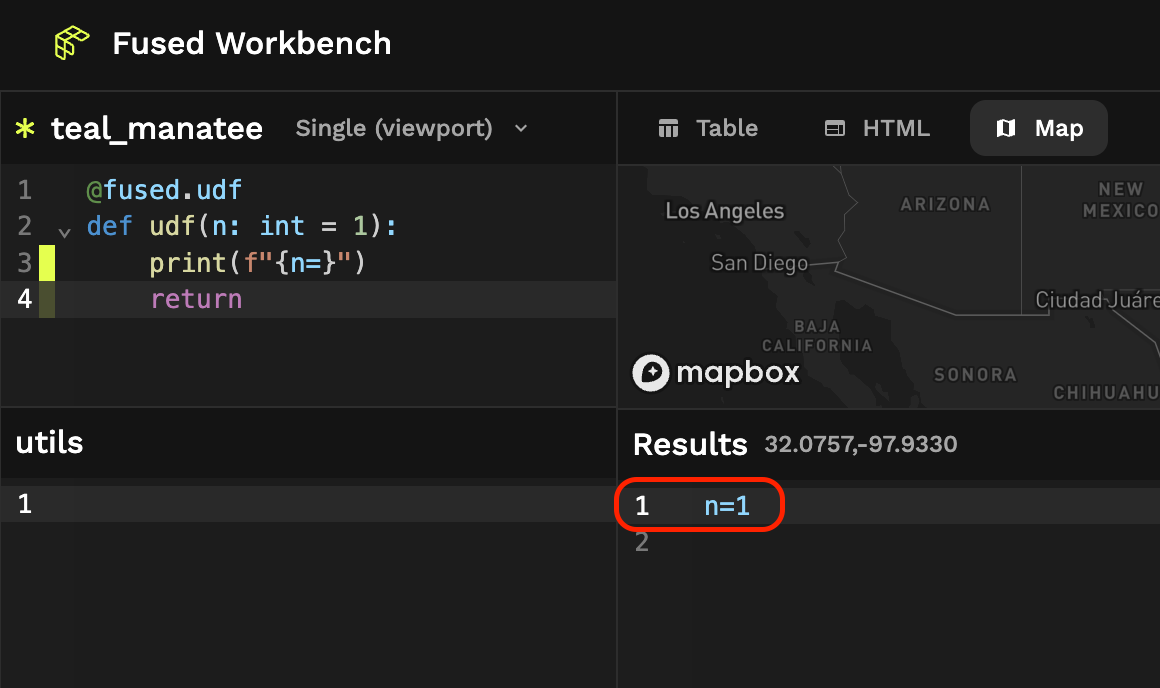 Fused Workbench
* teal_manatee Single (viewport)
1 @fused.udf
2 def udf(n: int = 1):
3 print(f"{n=}")
4 return
utils
1
Table HTML Map
Los Angeles
ARIZONA
NEW
MEXICO
San Diego
Ciudad Juáre
BAJA
CALIFORNIA
SONORA
CHIHUAHU
mapbox
Results 32.0757,-97.9330
1 n=1
2